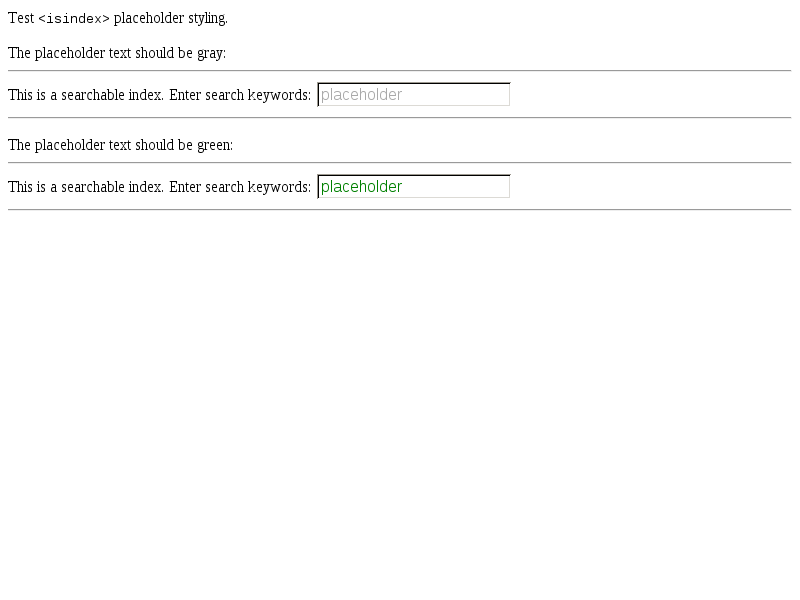 Test <isindex> placeholder styling.
The placeholder text should be gray:
This is a searchable index. Enter search keywords: placeholder
The placeholder text should be green:
This is a searchable index. Enter search keywords: placeholder